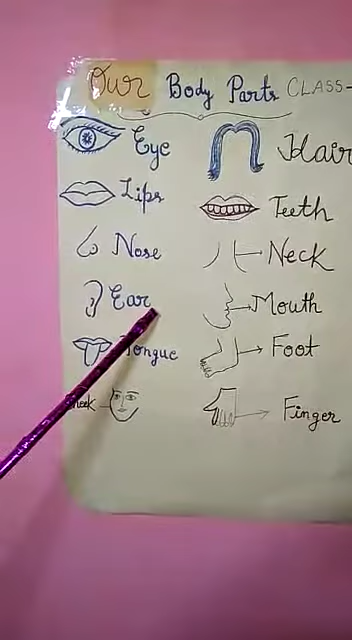 Our Body Parts CLASS-
Eye Hair
Lips Teeth
Nose Neck
Ear Mouth
Tongue Foot
Finger